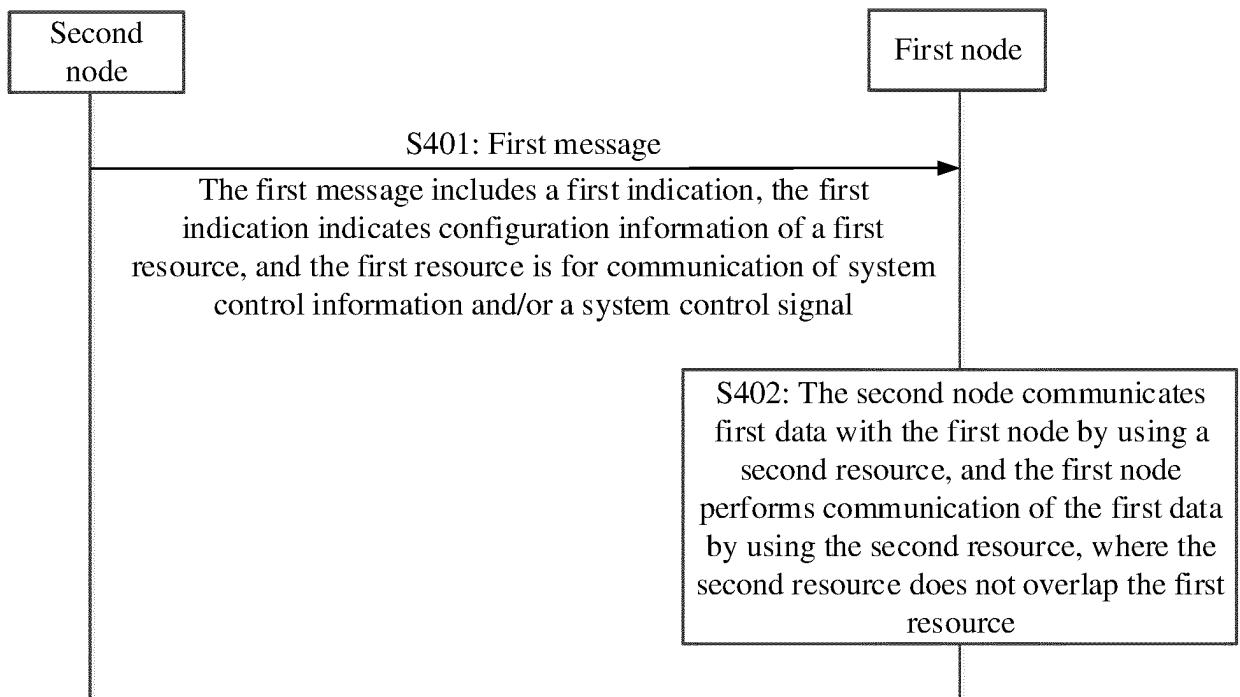 Second
node
First node
S401: First message
The first message includes a first indication, the first
indication indicates configuration information of a first
resource, and the first resource is for communication of system
control information and/or a system control signal
S402: The second node communicates
first data with the first node by using a
second resource, and the first node
performs communication of the first data
by using the second resource, where the
second resource does not overlap the first
resource